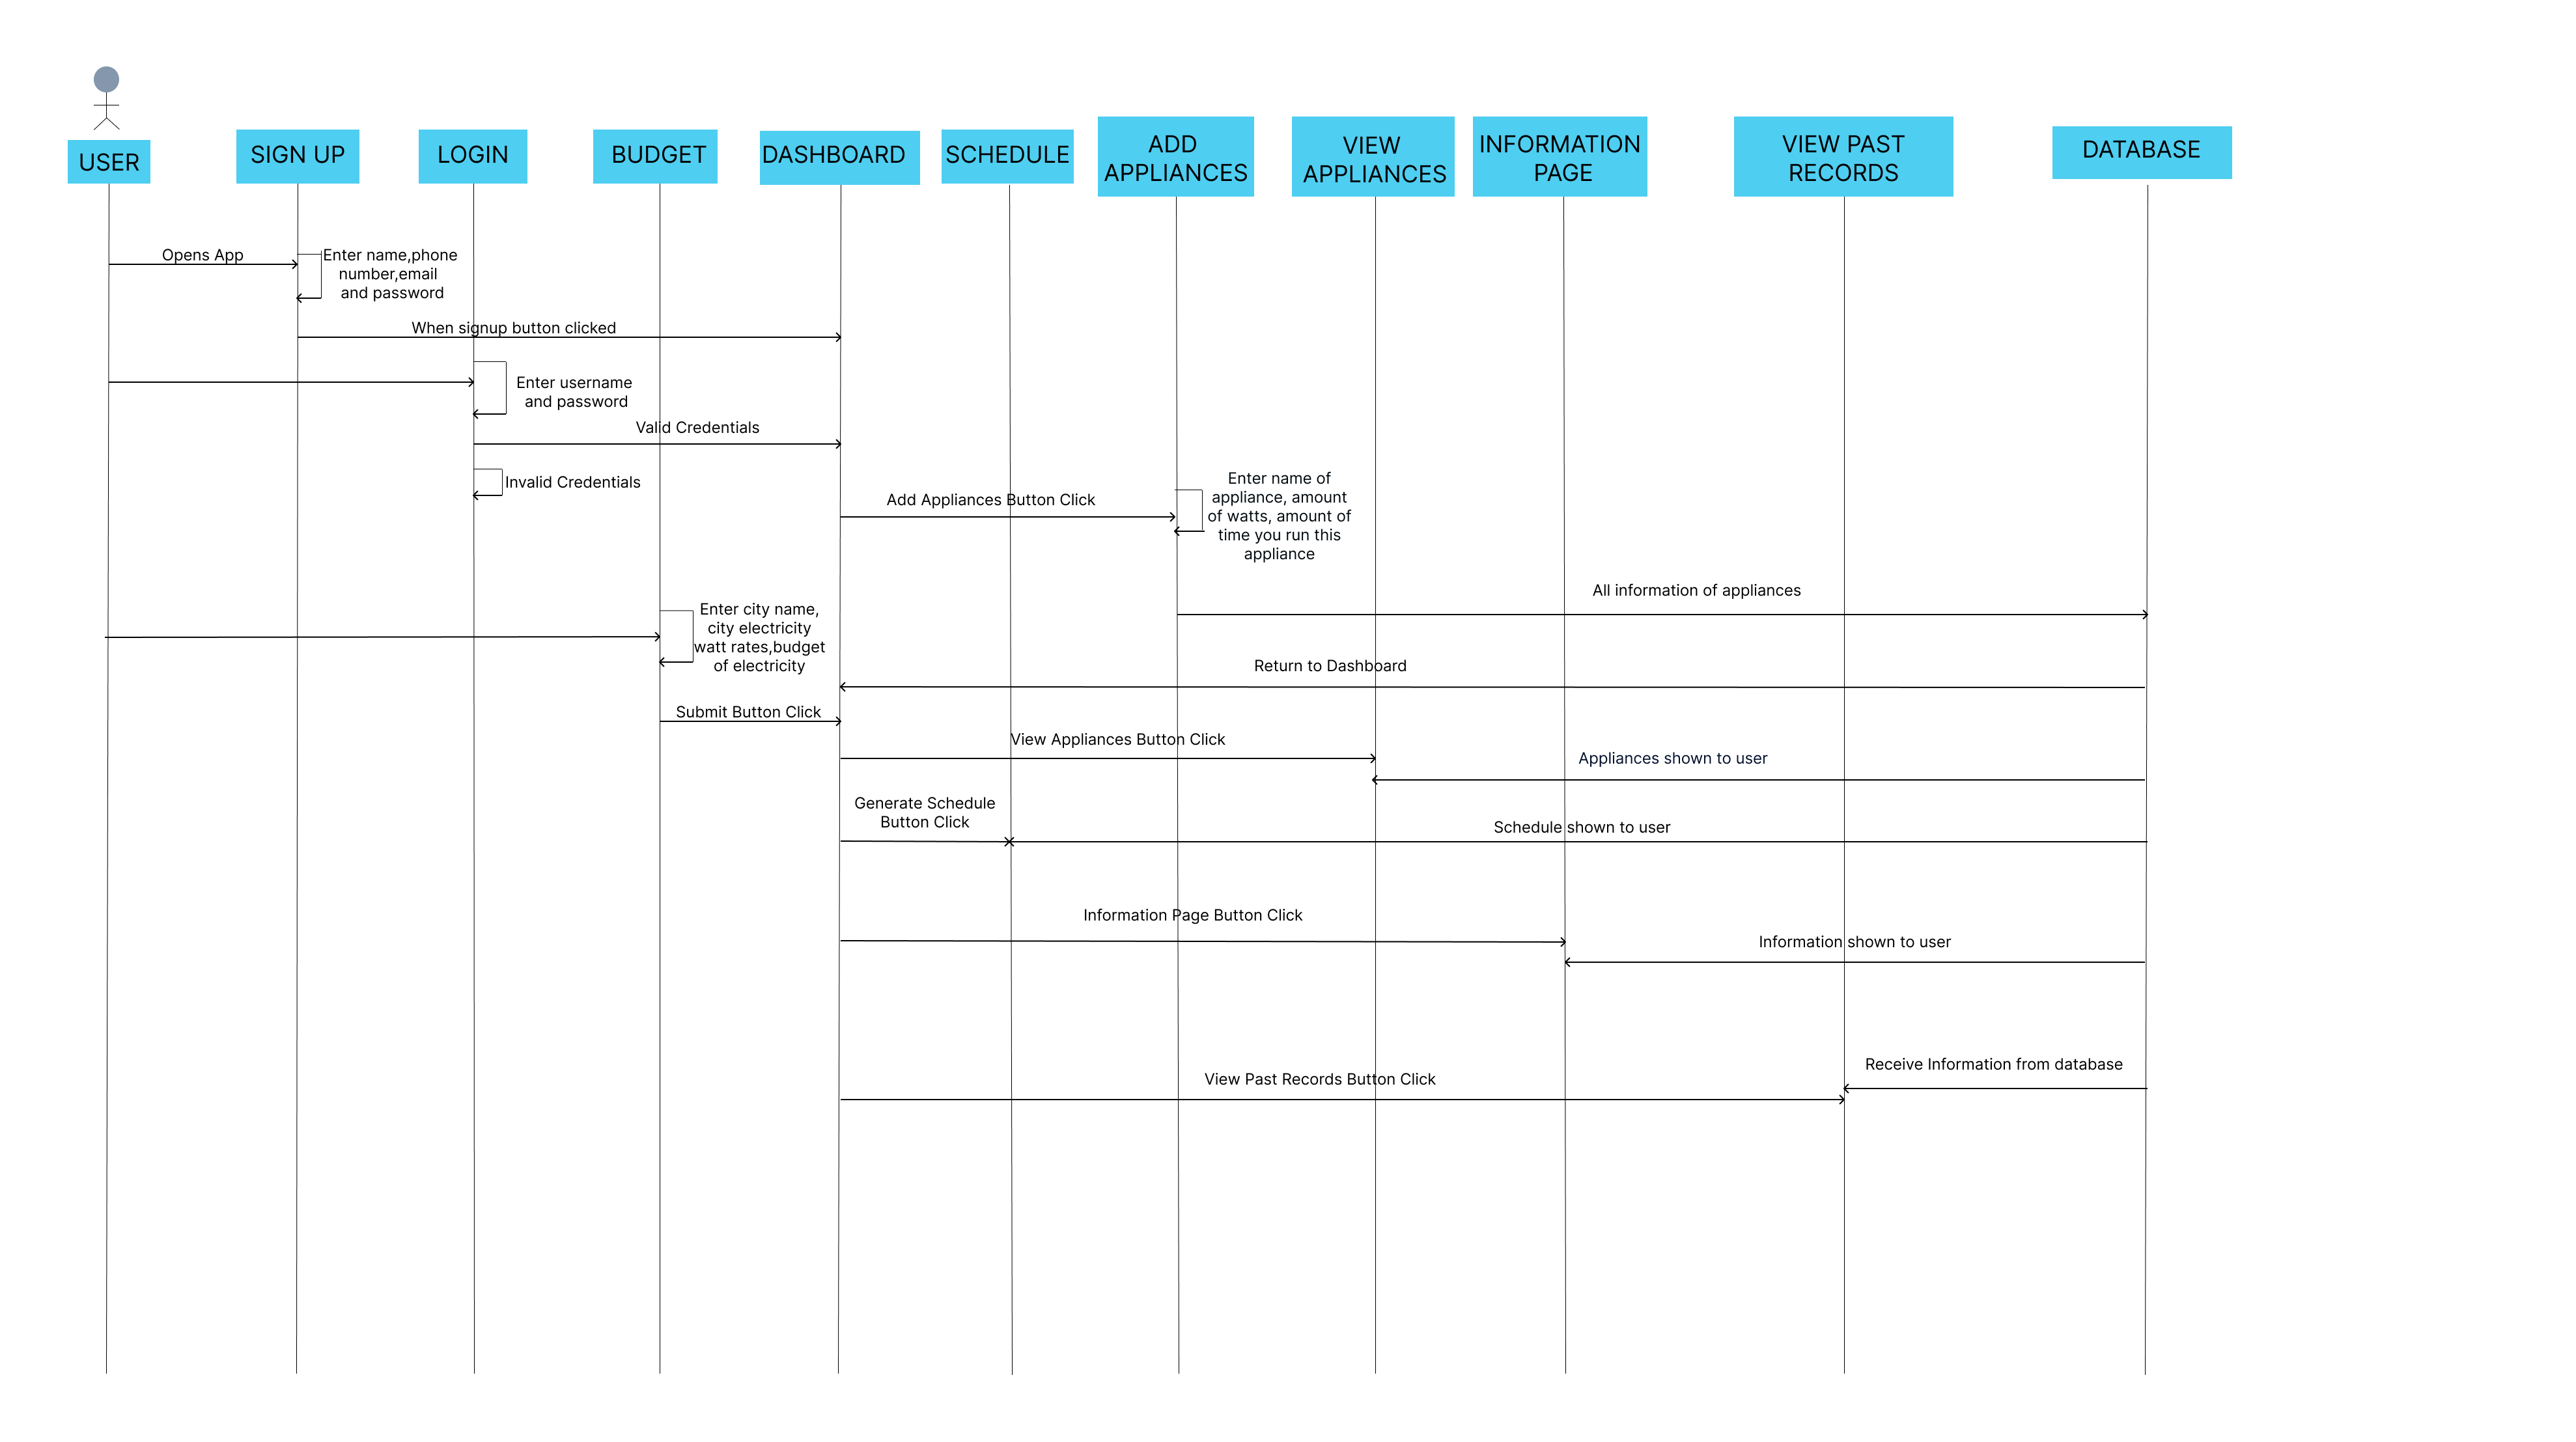 USER
SIGN UP
LOGIN
BUDGET
DASHBOARD
SCHEDULE
ADD
APPLIANCES
VIEW
APPLIANCES
INFORMATION
PAGE
VIEW PAST
RECORDS
DATABASE
Opens App
Enter name,phone
number,email
and password
When signup button clicked
Enter username
and password
Valid Credentials
Invalid Credentials
Add Appliances Button Click
Enter name of
appliance, amount
of watts, amount of
time you run this
appliance
All information of appliances
Enter city name,
city electricity
watt rates,budget
of electricity
Return to Dashboard
Submit Button Click
View Appliances Button Click
Appliances shown to user
Generate Schedule
Button Click
Schedule shown to user
Information Page Button Click
Information shown to user
Receive Information from database
View Past Records Button Click